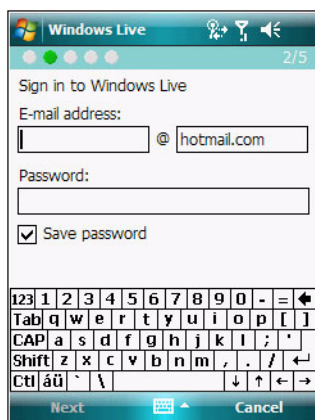 Windows Live
2/5
Sign in to Windows Live
E-mail address:
@ hotmail.com
Password:
Save password
123 1 2 3 4 5 6 7 8 9 0 - =
Tab q w e r t y u i o p [ ]
CAP a s d f g h j k l ; '
Shift z x c v b n m , . /
Ctl áü ` \
Next Cancel